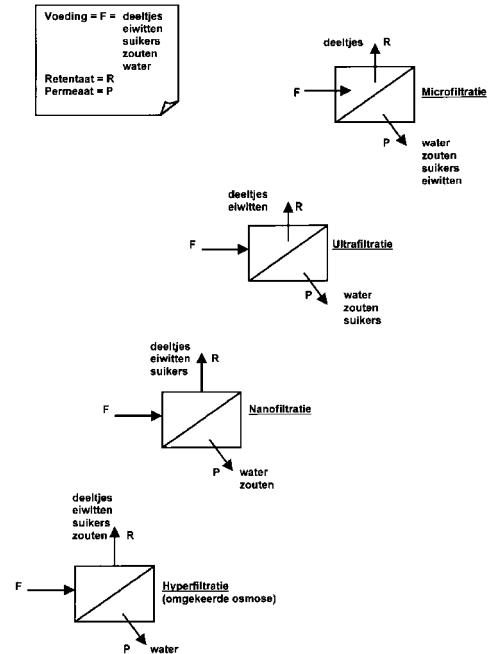 Voeding = F = deeltjes
eiwitten
suikers
zouten
water
Retentaat = R
Permeaat = P
deeltjes R
F
Microfiltratie
P water
zouten
suikers
eiwitten
deeltjes
eiwitten R
F
Ultrafiltratie
P water
zouten
suikers
deeltjes
eiwitten R
suikers
F
Nanofiltratie
P water
zouten
deeltjes
eiwitten
suikers
zouten R
F
Hyperfiltratie
(omgekeerde osmose)
P water